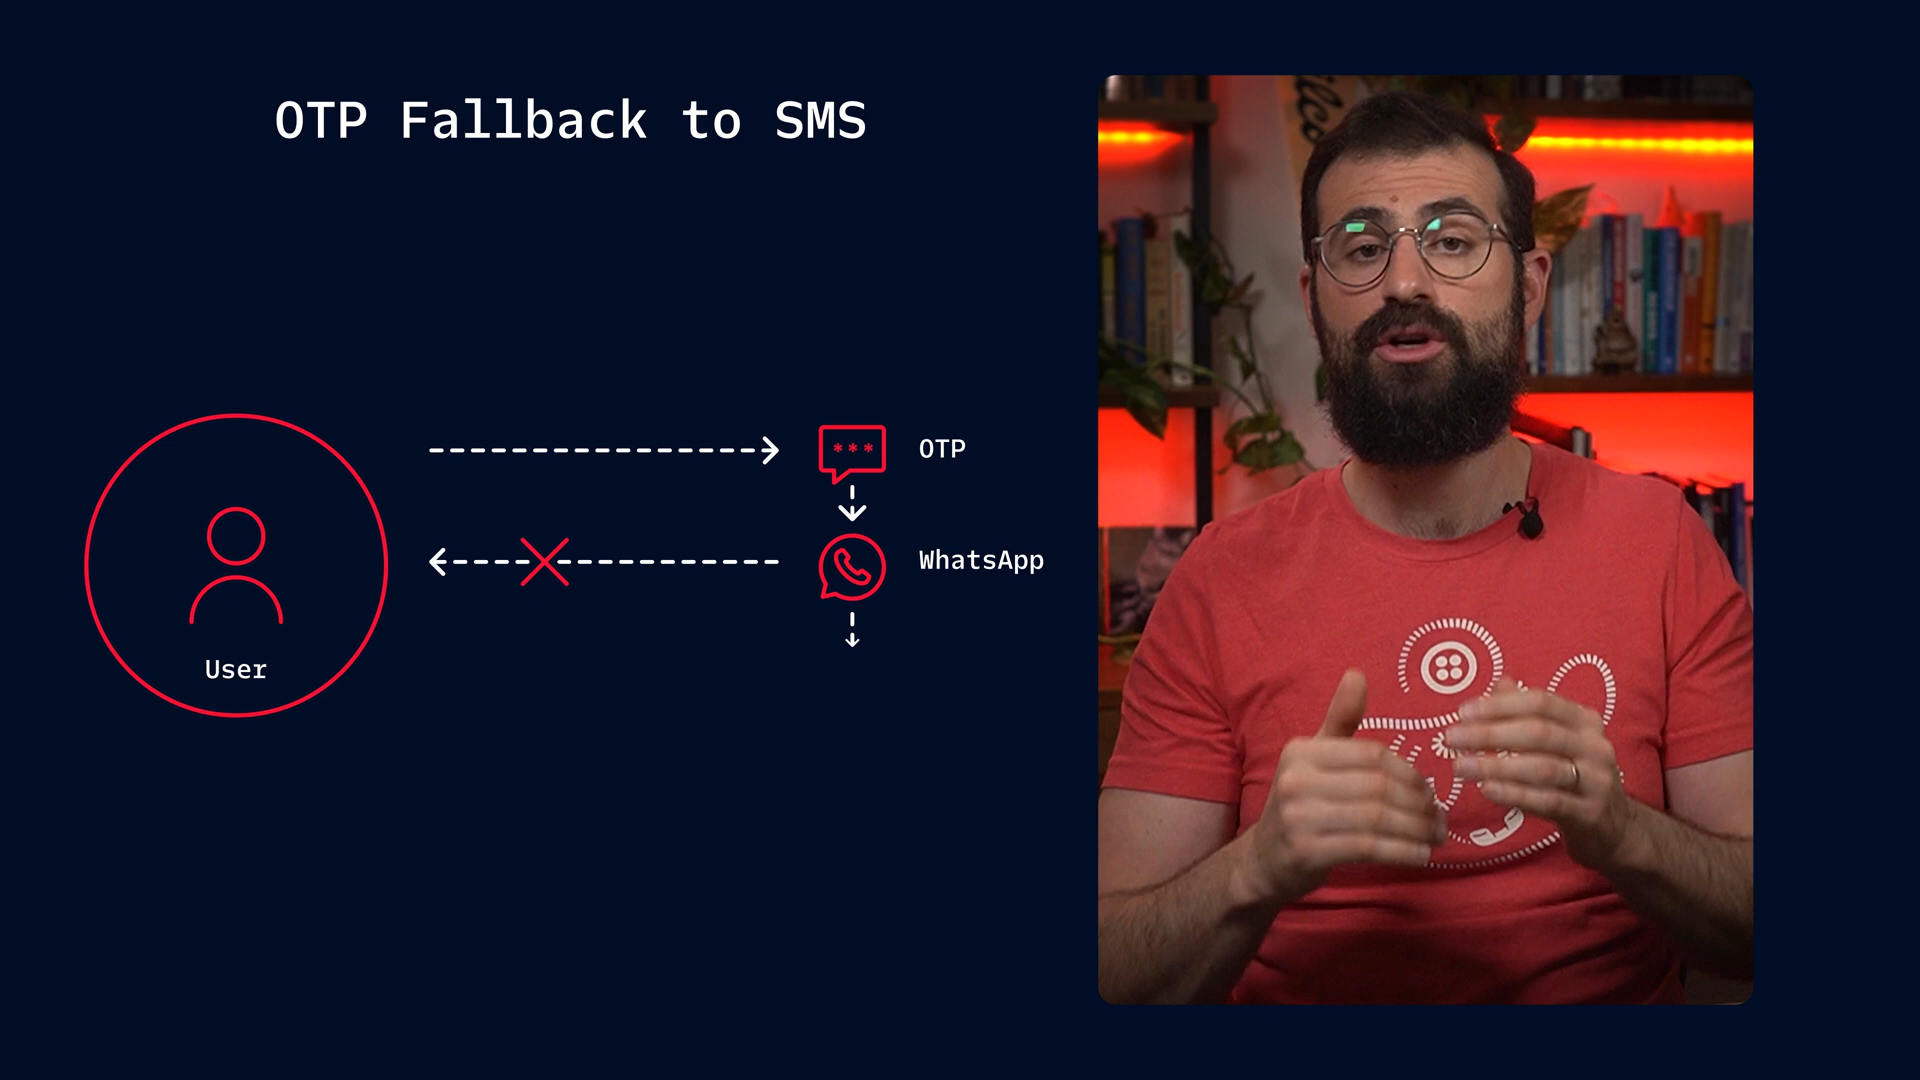 OTP Fallback to SMS
***
OTP
WhatsApp
User